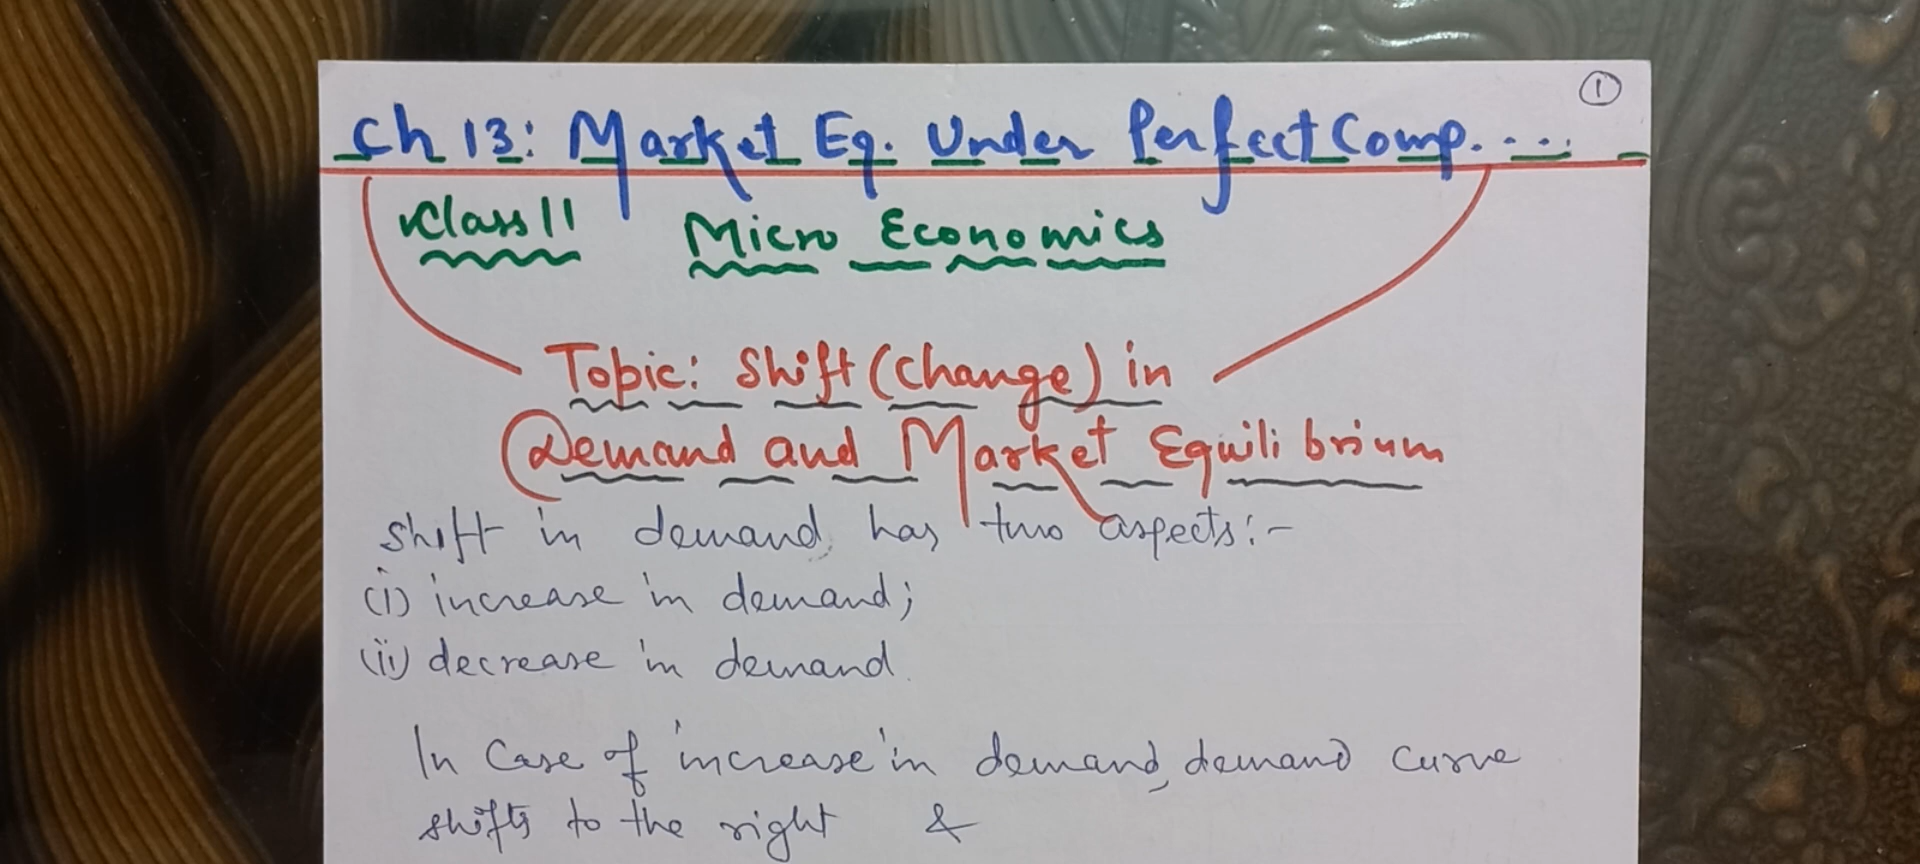 1
Ch 13: Market Eq. Under Perfect Comp....
Class 11 Micro Economics
Topic: Shift (change) in
Demand and Market Equilibrium
Shift in demand has two aspects:-
(i) increase in demand;
(ii) decrease in demand.
In Case of increase in demand, demand curve
shifts to the right &